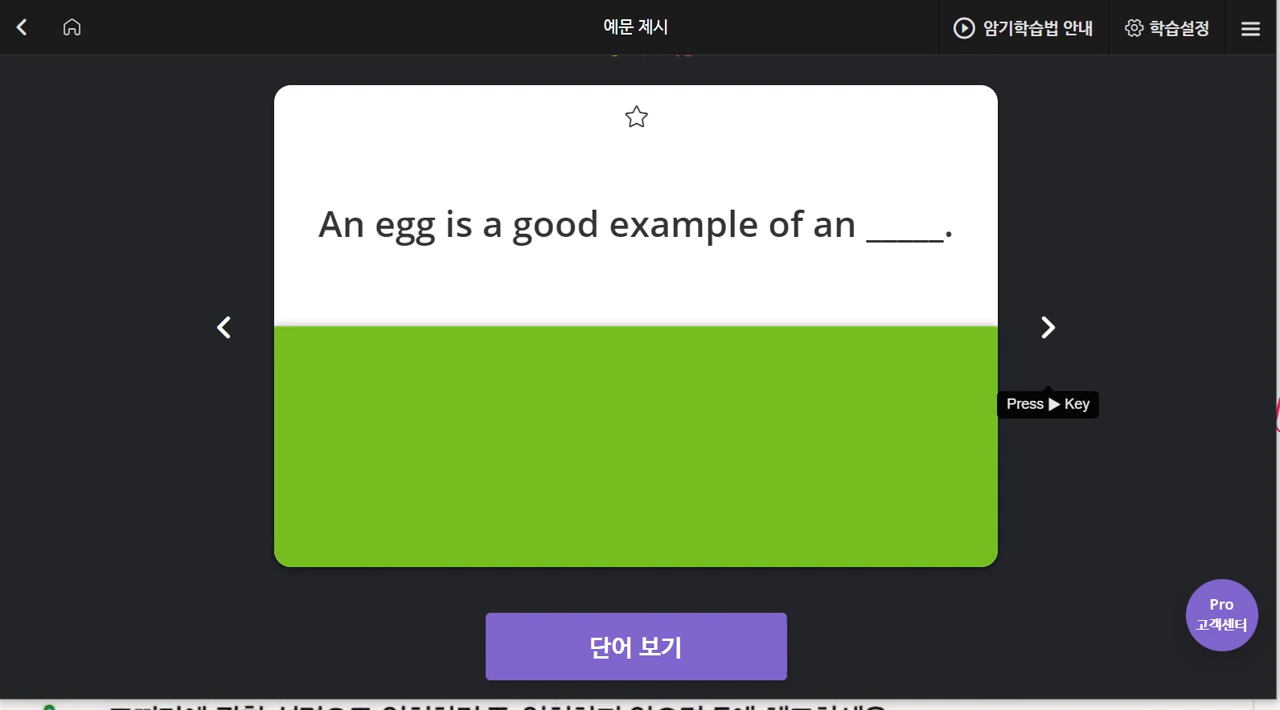 예문 제시
암기학습법 안내
학습설정
An egg is a good example of an _____.
Press ▶ Key
단어 보기
Pro
고객센터